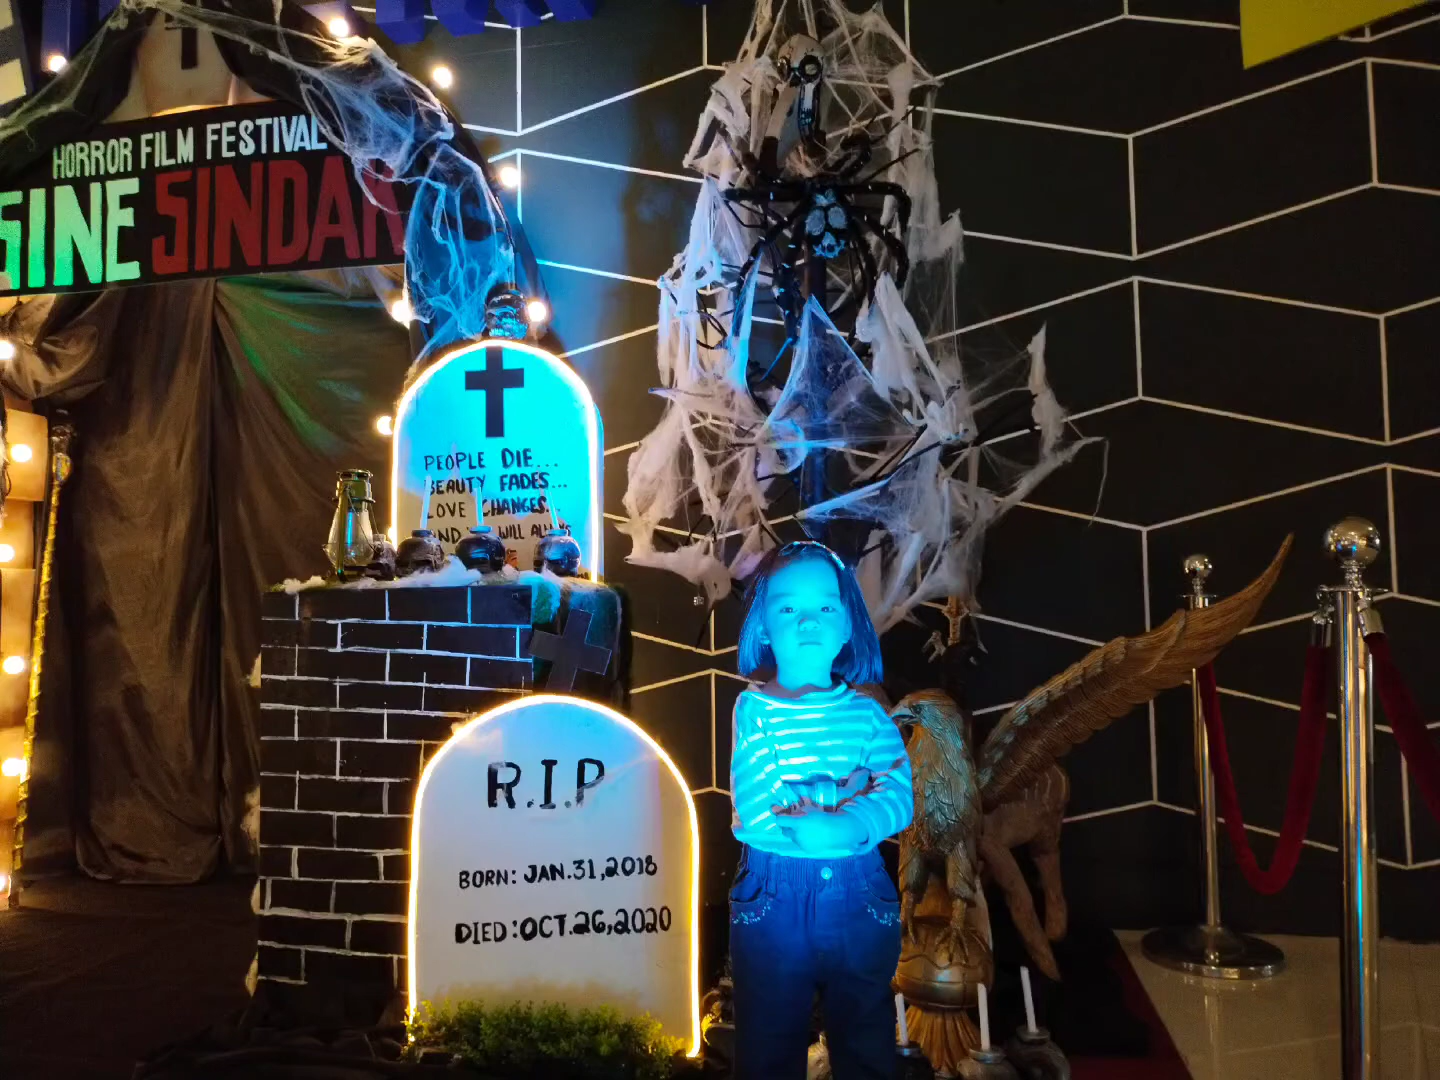 HORROR FILM FESTIVAL
SINE SINDAK
PEOPLE DIE...
BEAUTY FADES...
LOVE CHANGES...
WILL
R.I.P
BORN: JAN.31,2018
DIED: OCT.26,2020